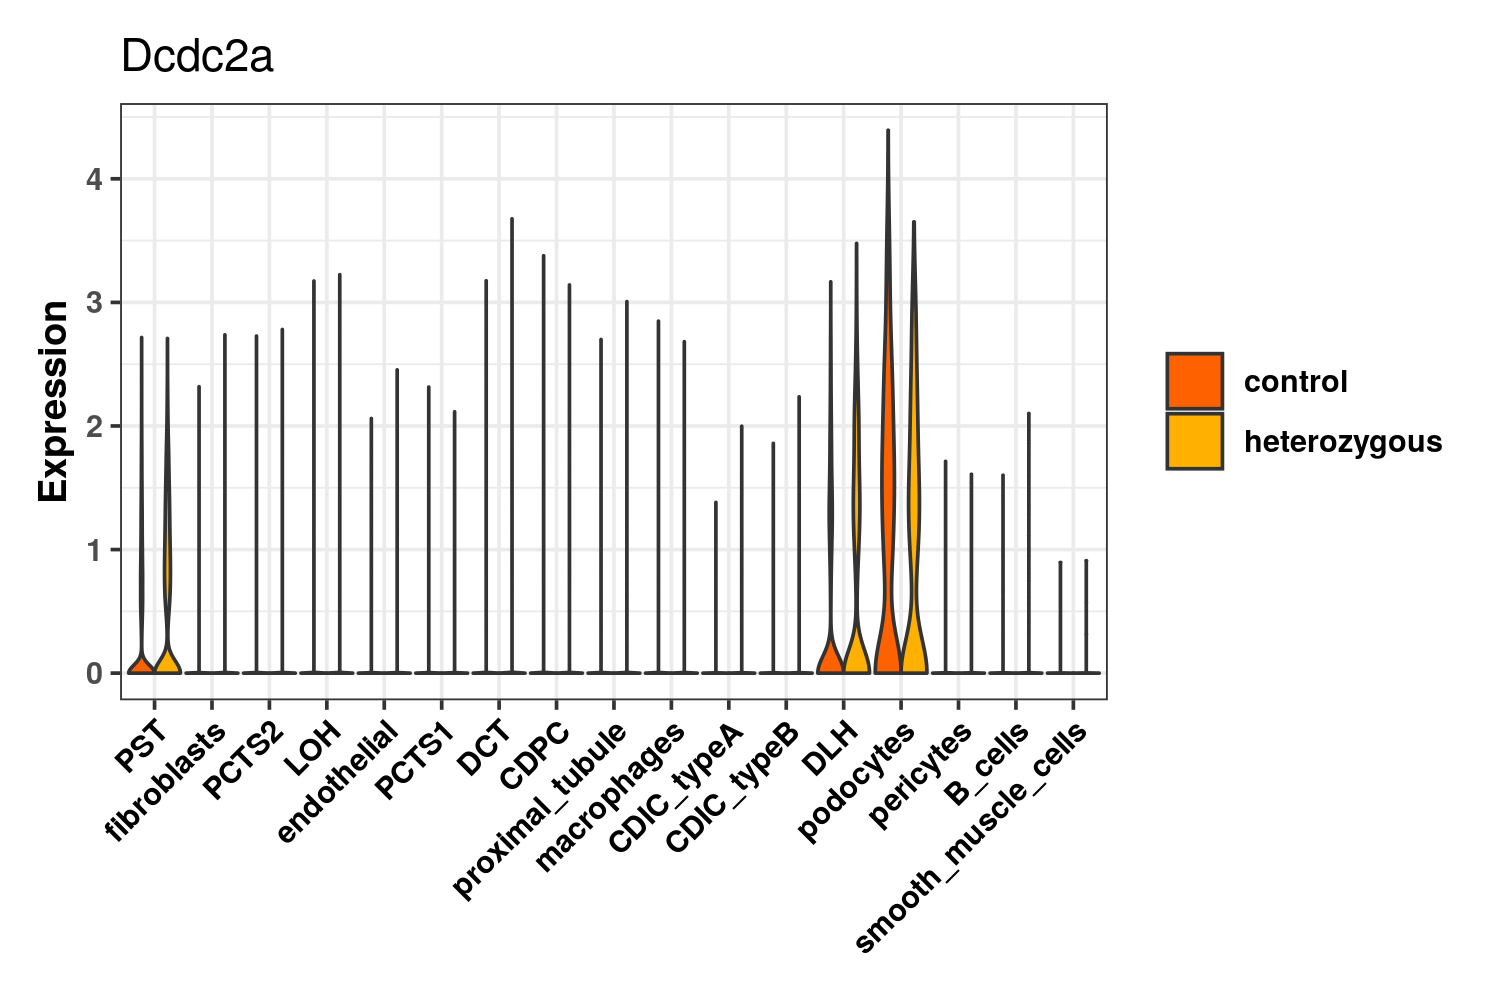 Dcdc2a
Expression
4
3
2
1
0
PST
fibroblasts
PCTS2
LOH
endothelial
PCTS1
DCT
CDPC
proximal_tubule
macrophages
CDIC_typeA
CDIC_typeB
DLH
podocytes
pericytes
B_cells
smooth_muscle_cells
control
heterozygous